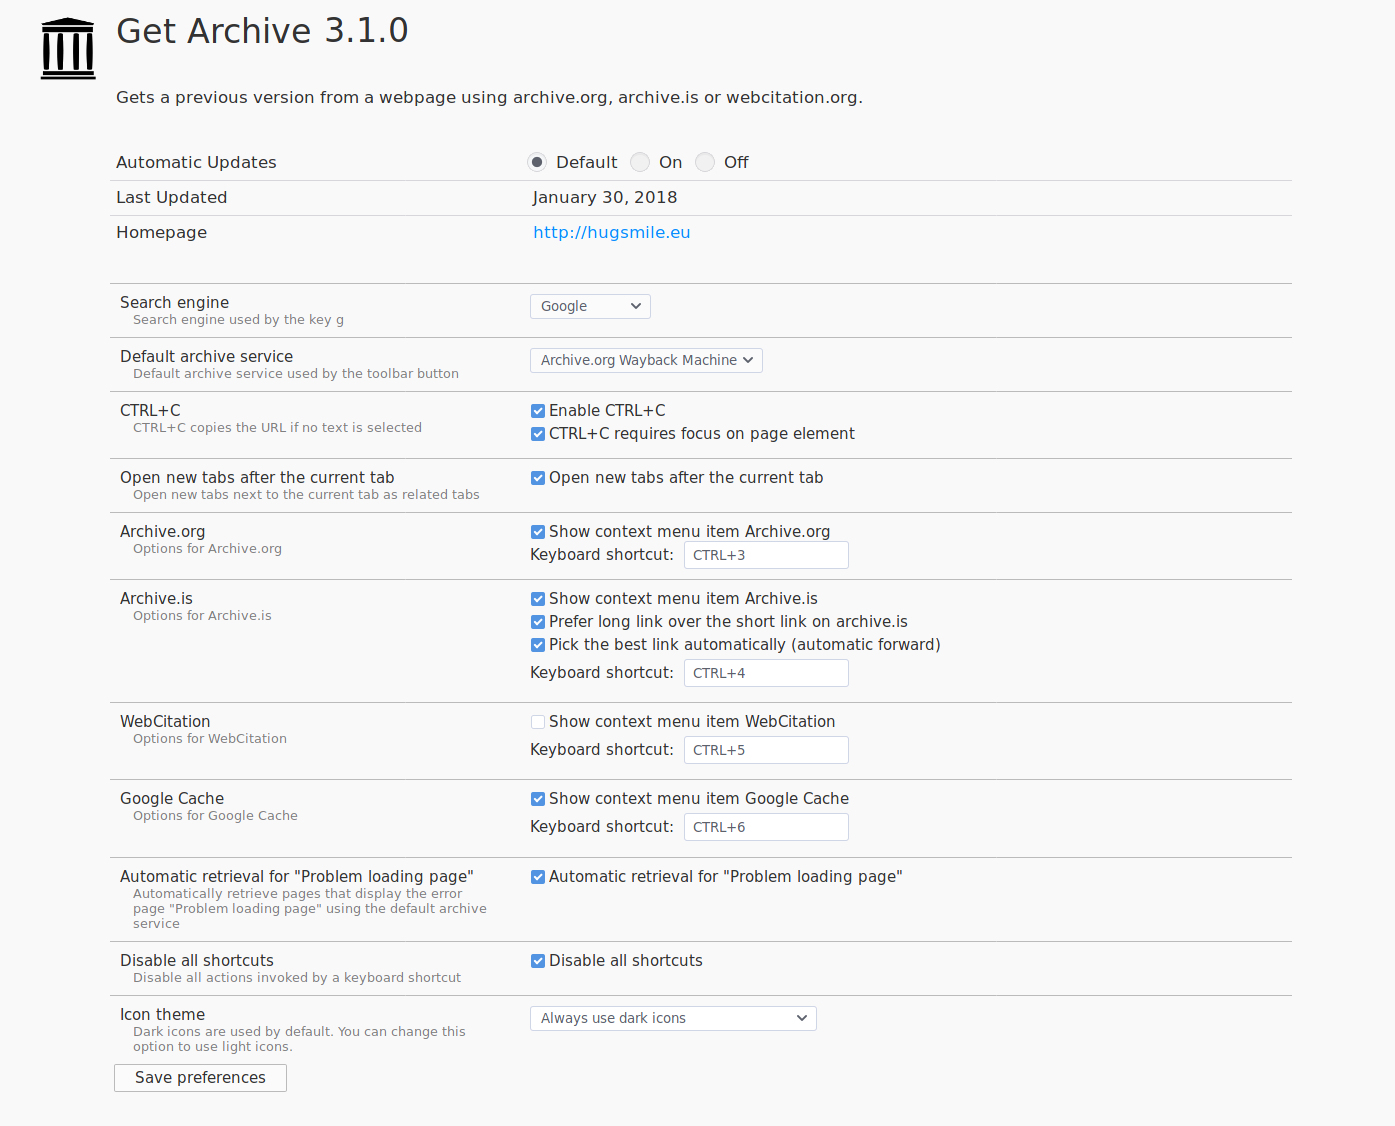 Get Archive 3.1.0
Gets a previous version from a webpage using archive.org, archive.is or webcitation.org.
Automatic Updates Default On Off
Last Updated January 30, 2018
Homepage http://hugsmile.eu
Search engine Google
Search engine used by the key g
Default archive service Archive.org Wayback Machine
Default archive service used by the toolbar button
CTRL+C Enable CTRL+C
CTRL+C copies the URL if no text is selected
CTRL+C requires focus on page element
Open new tabs after the current tab Open new tabs after the current tab
Open new tabs next to the current tab as related tabs
Archive.org Show context menu item Archive.org
Options for Archive.org
Keyboard shortcut: CTRL+3
Archive.is Show context menu item Archive.is
Options for Archive.is
Prefer long link over the short link on archive.is
Pick the best link automatically (automatic forward)
Keyboard shortcut: CTRL+4
WebCitation Show context menu item WebCitation
Options for WebCitation
Keyboard shortcut: CTRL+5
Google Cache Show context menu item Google Cache
Options for Google Cache
Keyboard shortcut: CTRL+6
Automatic retrieval for "Problem loading page" Automatic retrieval for "Problem loading page"
Automatically retrieve pages that display the error
page "Problem loading page" using the default archive
service
Disable all shortcuts Disable all shortcuts
Disable all actions invoked by a keyboard shortcut
Icon theme Always use dark icons
Dark icons are used by default. You can change this
option to use light icons.
Save preferences